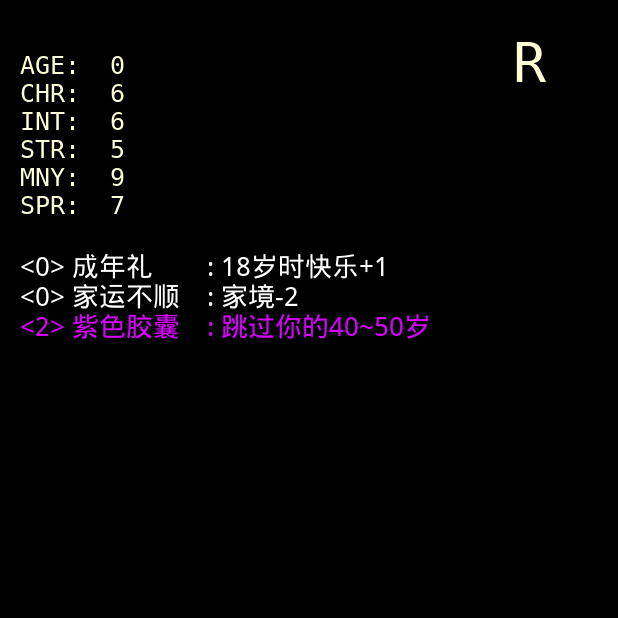 R
AGE: 0
CHR: 6
INT: 6
STR: 5
MNY: 9
SPR: 7
<0> 成年礼 : 18岁时快乐+1
<0> 家运不顺 : 家境-2
<2> 紫色胶囊 : 跳过你的40~50岁